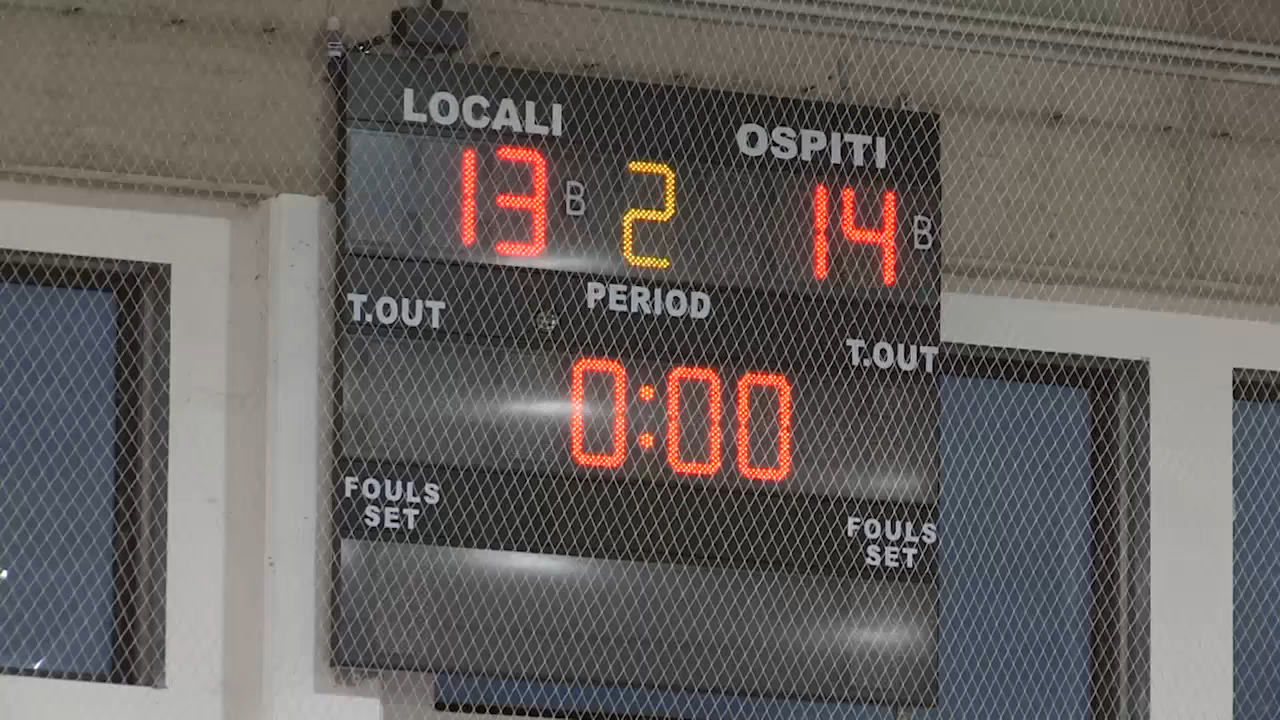 LOCALI
OSPITI
13 B 2 14 B
PERIOD
T.OUT
T.OUT
0:00
FOULS
SET
FOULS
SET